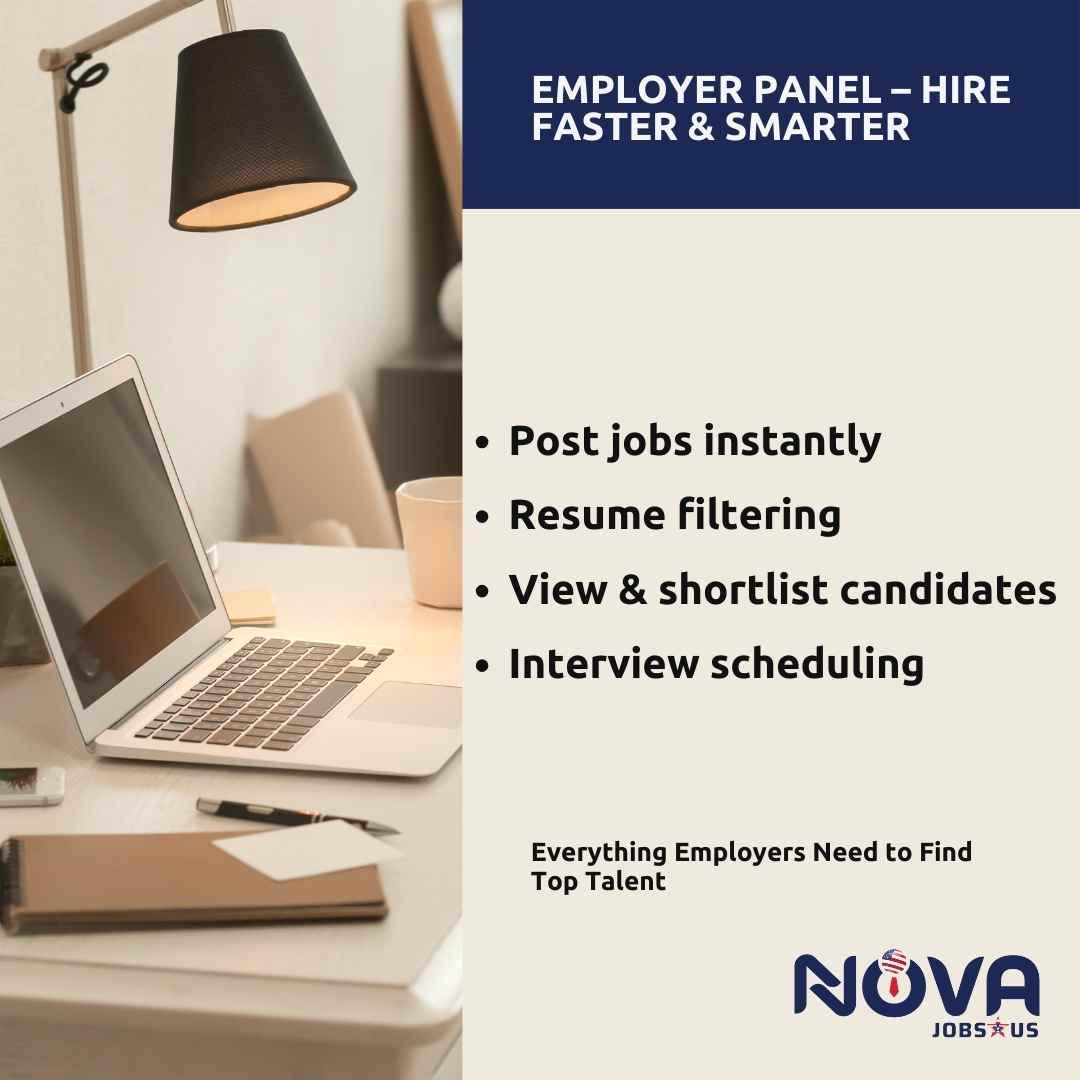 EMPLOYER PANEL – HIRE
FASTER & SMARTER
• Post jobs instantly
• Resume filtering
• View & shortlist candidates
• Interview scheduling
Everything Employers Need to Find
Top Talent
NOVA
JOBS US